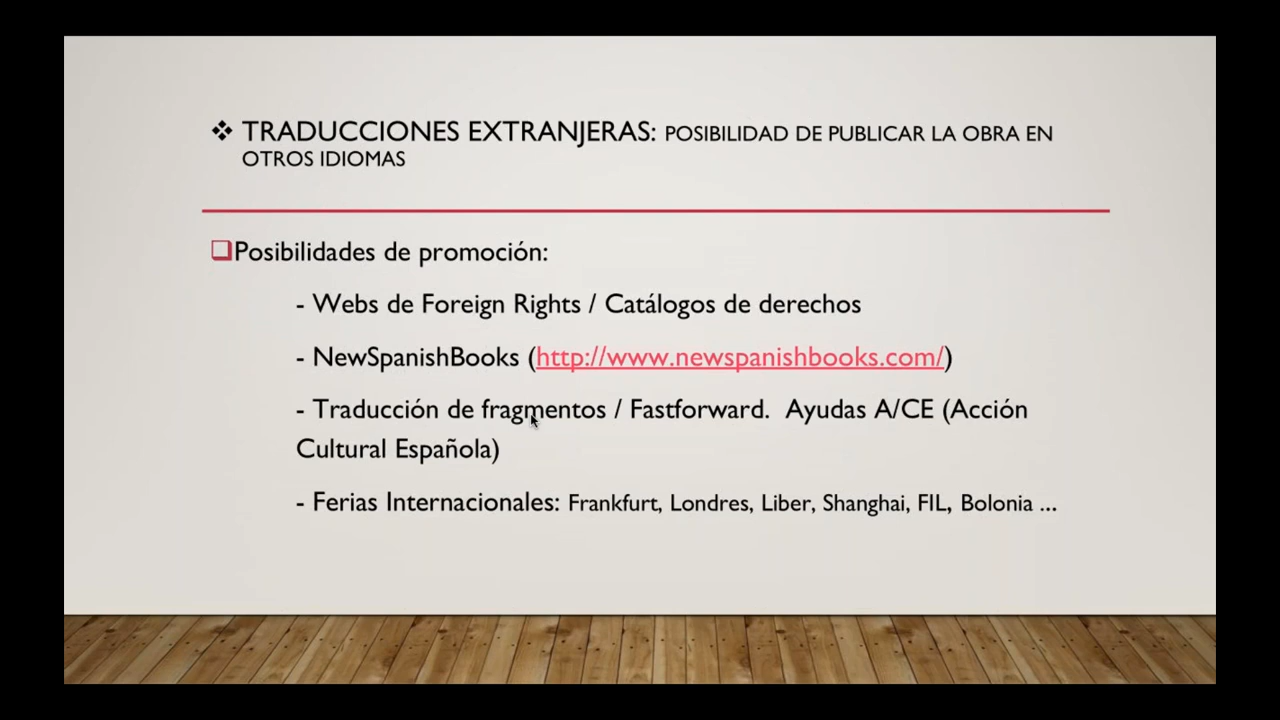 ❖ TRADUCCIONES EXTRANJERAS: POSIBILIDAD DE PUBLICAR LA OBRA EN
OTROS IDIOMAS
❑Posibilidades de promoción:
- Webs de Foreign Rights / Catálogos de derechos
- NewSpanishBooks (http://www.newspanishbooks.com/)
- Traducción de fragmentos / Fastforward. Ayudas A/CE (Acción
Cultural Española)
- Ferias Internacionales: Frankfurt, Londres, Liber, Shanghai, FIL, Bolonia ...